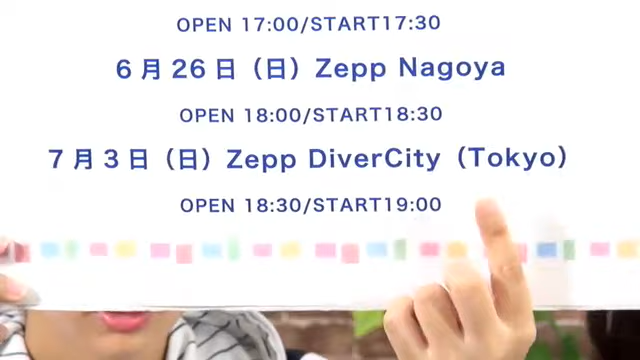 OPEN 17:00/START17:30
6月26日（日）Zepp Nagoya
OPEN 18:00/START18:30
7月3日（日）Zepp DiverCity（Tokyo）
OPEN 18:30/START19:00